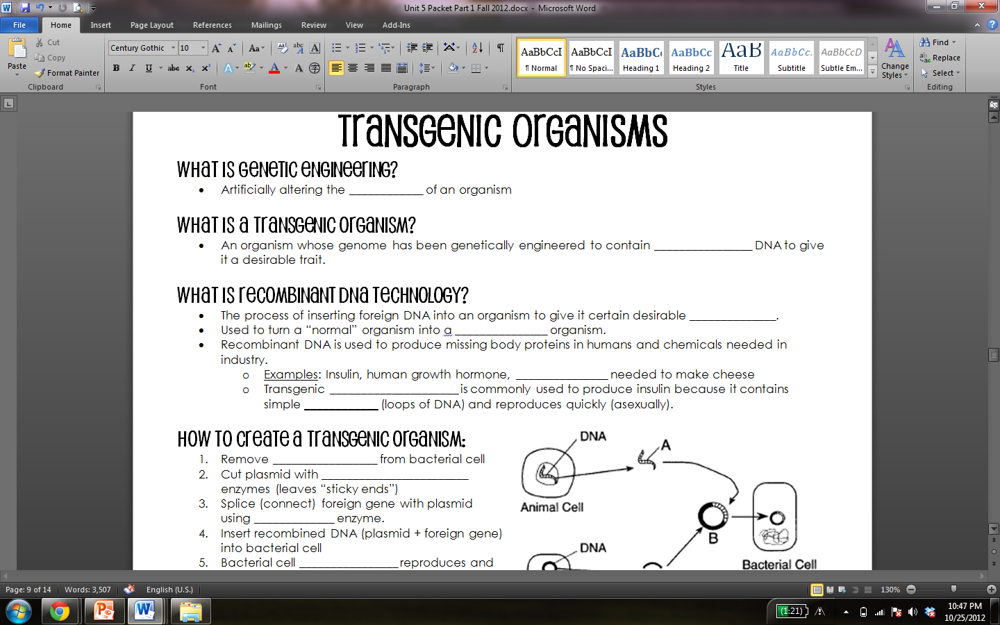 Unit 5 Packet Part 1 Fall 2012.docx - Microsoft Word
File Home Insert Page Layout References Mailings Review View Add-Ins
Paste
Cut
Copy
Format Painter
Clipboard
Century Gothic 10
Font
Paragraph
AaBbCcI AaBbCcI AaBbCc AaBbCc AaB AaBbCc. AaBbCcD
¶ Normal ¶ No Spaci... Heading 1 Heading 2 Title Subtitle Subtle Em...
Change Styles
Styles
Find
Replace
Select
Editing
Transgenic Organisms
What is Genetic Engineering?
• Artificially altering the ____________ of an organism
What is a Transgenic Organism?
• An organism whose genome has been genetically engineered to contain ________________ DNA to give
it a desirable trait.
What is Recombinant DNA Technology?
• The process of inserting foreign DNA into an organism to give it certain desirable ______________.
• Used to turn a “normal” organism into a _______________ organism.
• Recombinant DNA is used to produce missing body proteins in humans and chemicals needed in
industry.
o Examples: Insulin, human growth hormone, _______________ needed to make cheese
o Transgenic _____________________ is commonly used to produce insulin because it contains
simple ____________ (loops of DNA) and reproduces quickly (asexually).
How to Create a Transgenic Organism:
1. Remove _________________ from bacterial cell
2. Cut plasmid with ________________________
enzymes (leaves “sticky ends”)
3. Splice (connect) foreign gene with plasmid
using _____________ enzyme.
4. Insert recombined DNA (plasmid + foreign gene)
into bacterial cell
5. Bacterial cell ________________ reproduces and
DNA
A
Animal Cell
B
DNA
Bacterial Cell
Page: 9 of 14 Words: 3,507 English (U.S.) 130%
(1:21)
10:47 PM
10/25/2012